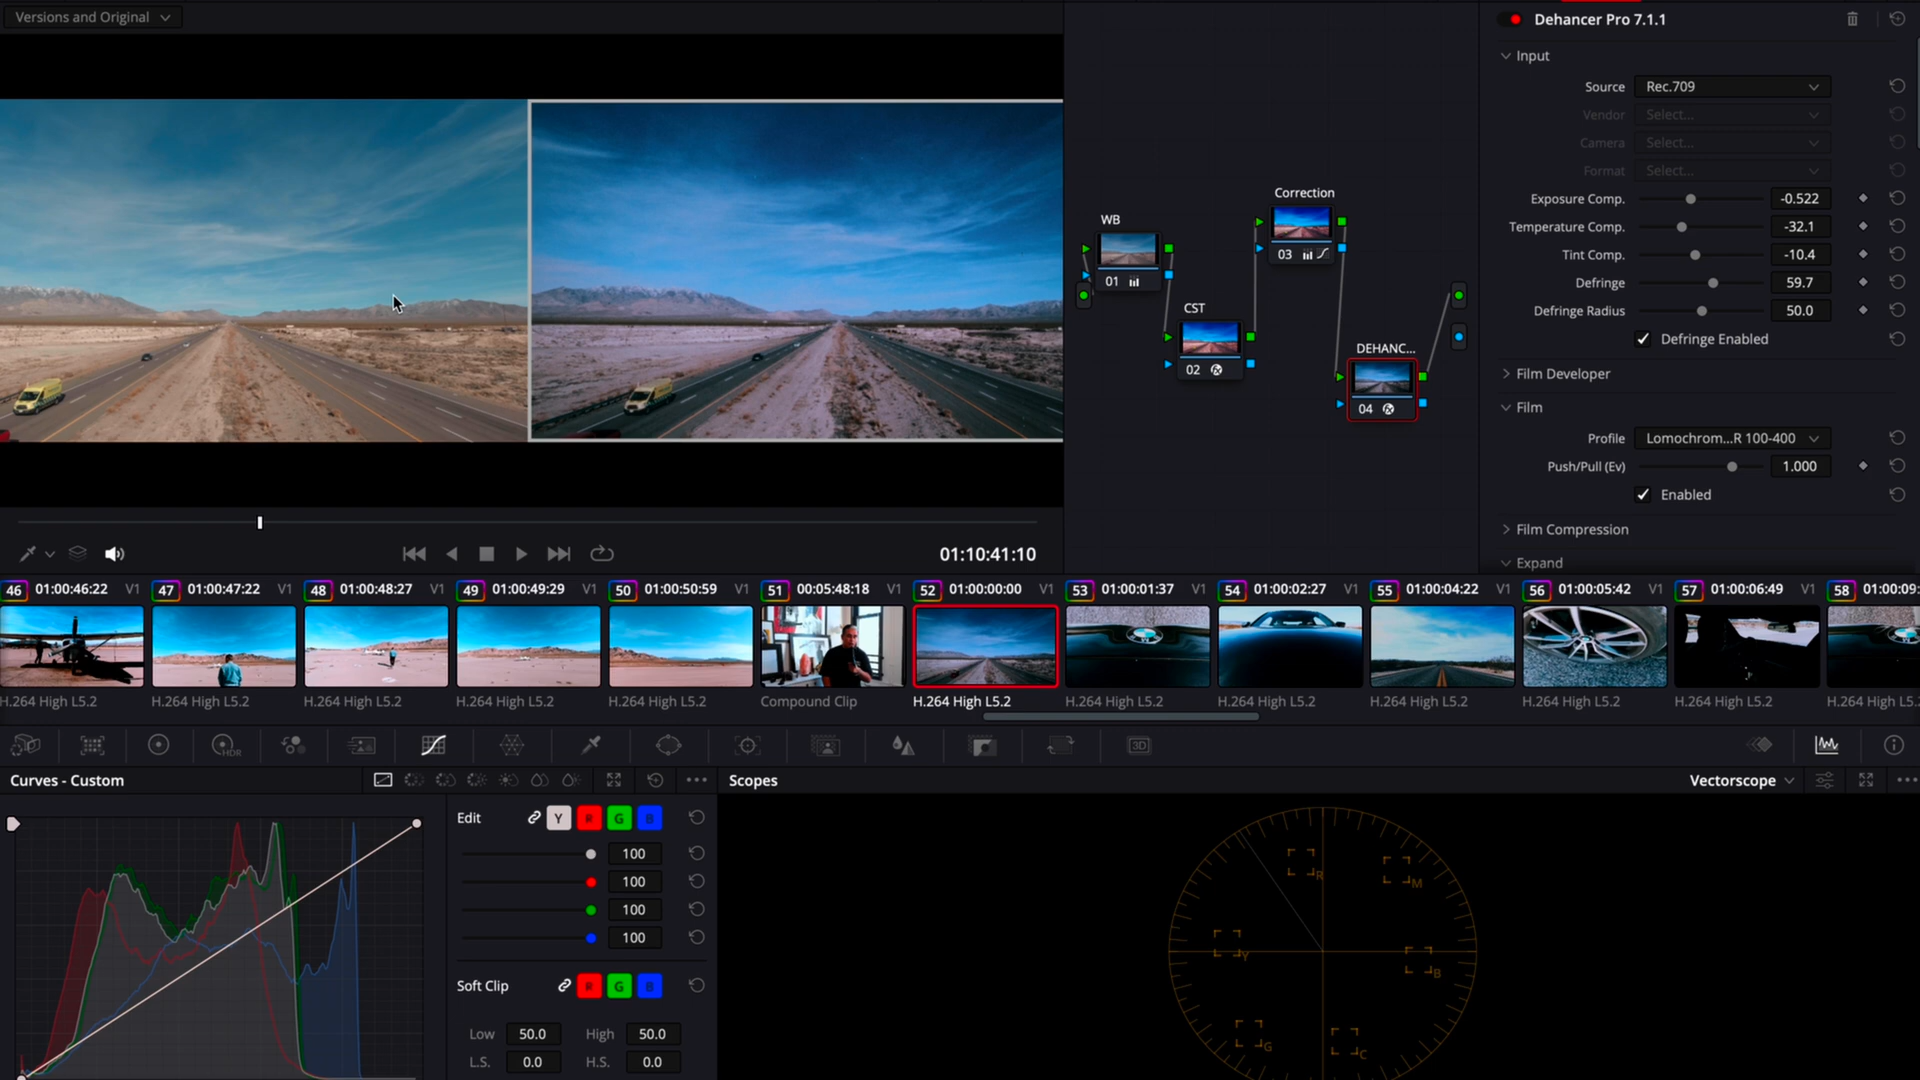 Versions and Original
Dehancer Pro 7.1.1
Input
Source Rec.709
Vendor Select...
Camera Select...
Format Select...
Exposure Comp. -0.522
Temperature Comp. -32.1
Tint Comp. -10.4
Defringe 59.7
Defringe Radius 50.0
Defringe Enabled
Film Developer
Film
Profile Lomochrom...R 100-400
Push/Pull (Ev) 1.000
Enabled
Film Compression
Expand
WB
01
CST
02
Correction
03
DEHANC...
04
01:10:41:10
46 01:00:46:22 V1
47 01:00:47:22 V1
48 01:00:48:27 V1
49 01:00:49:29 V1
50 01:00:50:59 V1
51 00:05:48:18 V1
52 01:00:00:00 V1
53 01:00:01:37 V1
54 01:00:02:27 V1
55 01:00:04:22 V1
56 01:00:05:42 V1
57 01:00:06:49 V1
58 01:00:09:
H.264 High L5.2
H.264 High L5.2
H.264 High L5.2
H.264 High L5.2
H.264 High L5.2
Compound Clip
H.264 High L5.2
H.264 High L5.2
H.264 High L5.2
H.264 High L5.2
H.264 High L5.2
H.264 High L5.2
H.264 High L5.2
HDR
3D
Curves - Custom
Edit Y R G B
100
100
100
100
Soft Clip R G B
Low 50.0 High 50.0
L.S. 0.0 H.S. 0.0
Scopes
Vectorscope
R
M
Y
B
G
C